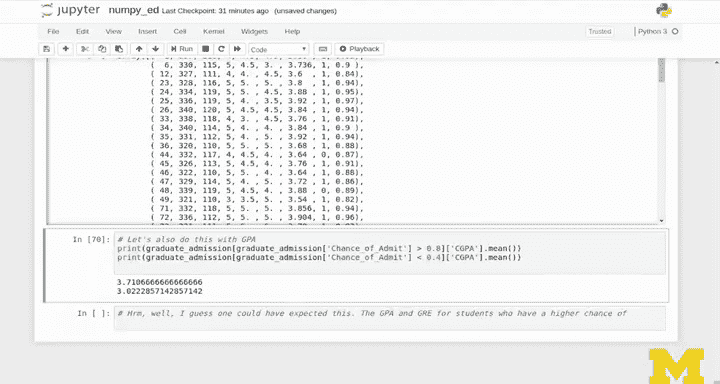 jupyter numpy_ed Last Checkpoint: 31 minutes ago (unsaved changes)
File Edit View Insert Cell Kernel Widgets Help Trusted Python 3
Run Code Playback
( 6, 330, 115, 5, 4.5, 3. , 3.736, 1, 0.9 ),
( 12, 327, 111, 4, 4. , 4.5, 3.6 , 1, 0.84),
( 23, 328, 116, 5, 5. , 5. , 3.8 , 1, 0.94),
( 24, 334, 119, 5, 5. , 4.5, 3.88 , 1, 0.95),
( 25, 336, 119, 5, 4. , 3.5, 3.92 , 1, 0.97),
( 26, 340, 120, 5, 4.5, 4.5, 3.84 , 1, 0.94),
( 33, 338, 118, 4, 3. , 4.5, 3.76 , 1, 0.91),
( 34, 340, 114, 5, 4. , 4. , 3.84 , 1, 0.9 ),
( 35, 331, 112, 5, 4. , 5. , 3.92 , 1, 0.94),
( 36, 320, 110, 5, 5. , 5. , 3.68 , 1, 0.88),
( 44, 332, 117, 4, 4.5, 4. , 3.64 , 0, 0.87),
( 45, 326, 113, 5, 4.5, 4. , 3.76 , 1, 0.91),
( 46, 322, 110, 5, 5. , 4. , 3.64 , 1, 0.88),
( 47, 329, 114, 5, 4. , 5. , 3.72 , 1, 0.86),
( 48, 339, 119, 5, 4.5, 4. , 3.88 , 0, 0.89),
( 49, 321, 110, 3, 3.5, 5. , 3.54 , 1, 0.82),
( 71, 332, 118, 5, 5. , 5. , 3.856, 1, 0.94),
( 72, 336, 112, 5, 5. , 5. , 3.904, 1, 0.96),
In [70]: # Let's also do this with GPA
print(graduate_admission[graduate_admission['Chance_of_Admit'] > 0.8]['CGPA'].mean())
print(graduate_admission[graduate_admission['Chance_of_Admit'] < 0.4]['CGPA'].mean())
3.7106666666666666
3.0222857142857142
In [ ]: # Hrm, well, I guess one could have expected this. The GPA and GRE for students who have a higher chance of
M